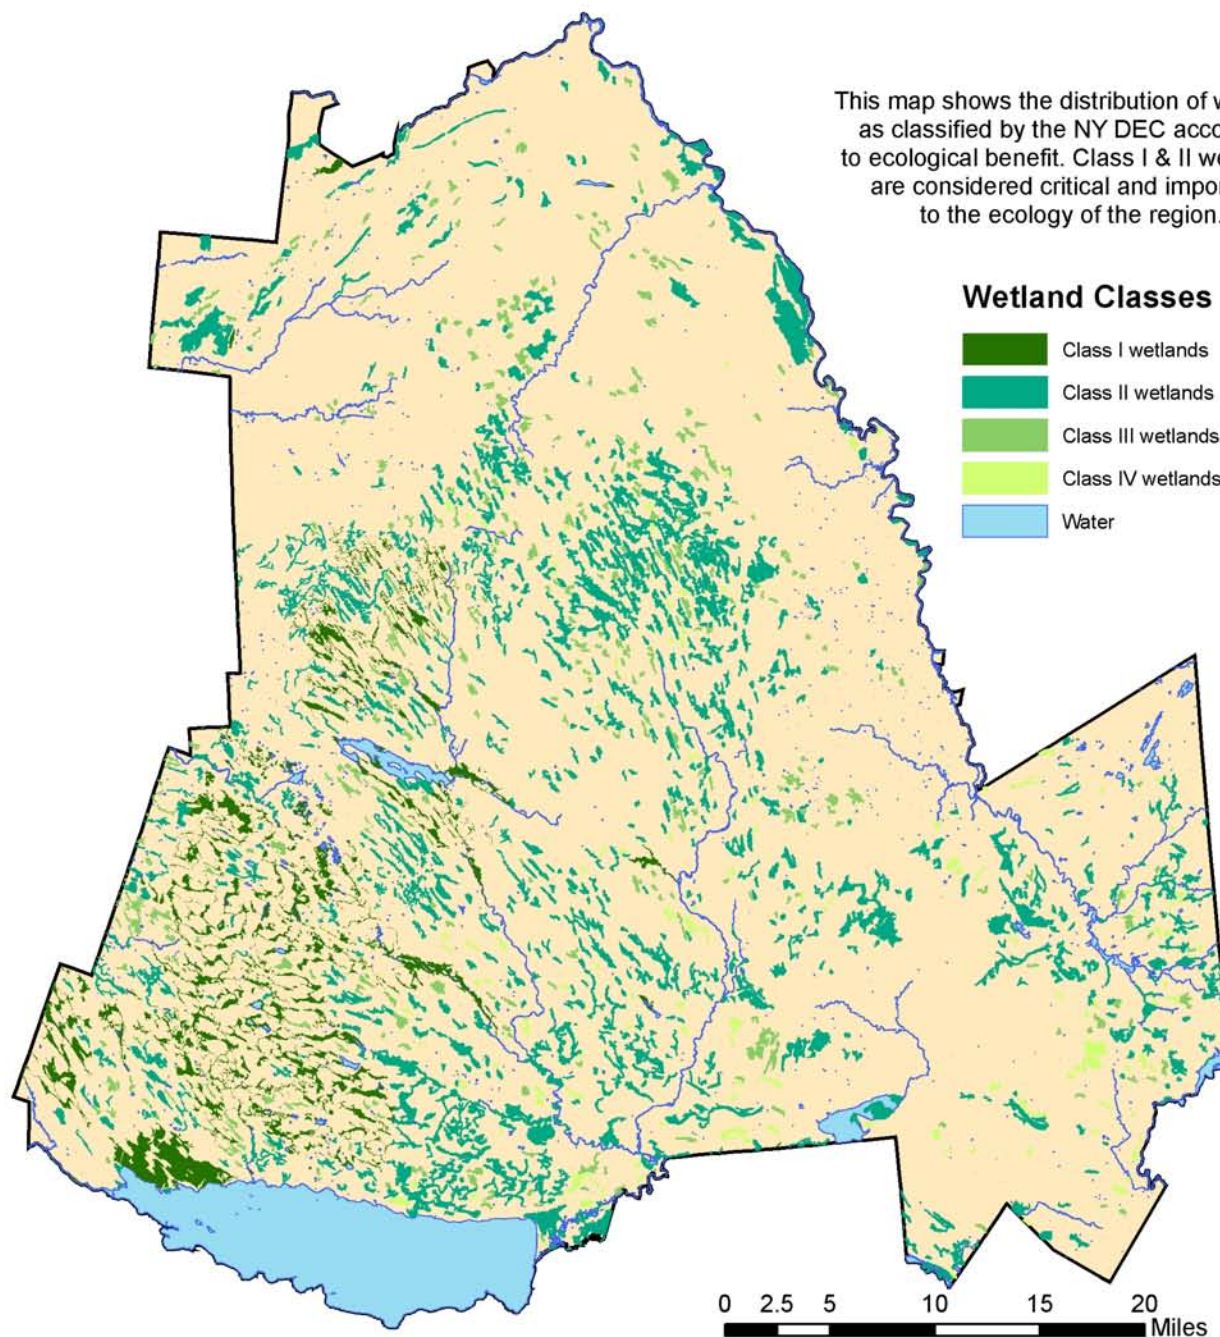 This map shows the distribution of w
as classified by the NY DEC acco
to ecological benefit. Class I & II we
are considered critical and impor
to the ecology of the region.
Wetland Classes
Class I wetlands
Class II wetlands
Class III wetlands
Class IV wetlands
Water
0 2.5 5 10 15 20
Miles